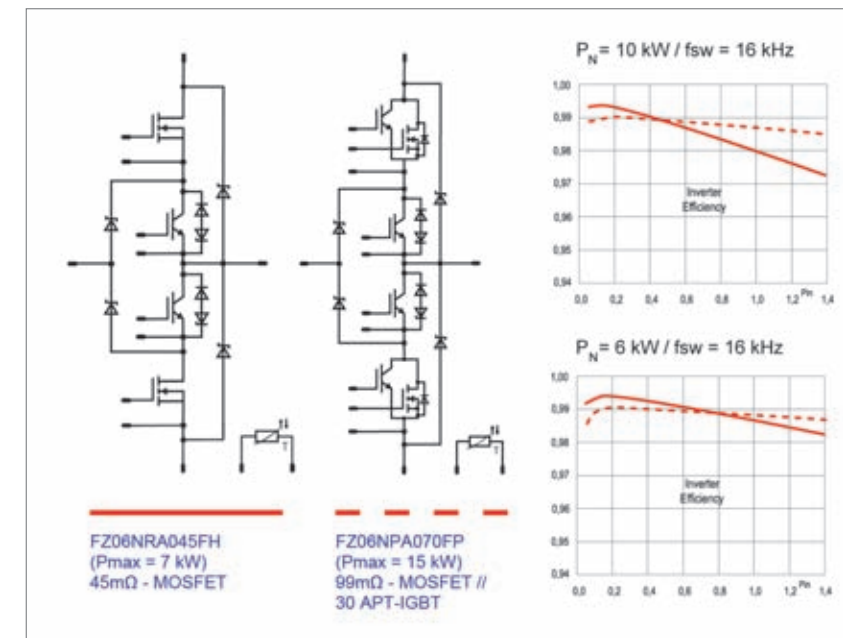 P_N = 10 kW / fsw = 16 kHz
1,00
0,99
0,98
0,97
0,96
0,95
0,94
Inverter
Efficiency
0,0 0,2 0,4 0,6 0,8 1,0 1,2 Pin 1,4
P_N = 6 kW / fsw = 16 kHz
1,00
0,99
0,98
0,97
0,96
0,95
0,94
Inverter
Efficiency
0,0 0,2 0,4 0,6 0,8 1,0 1,2 Pin 1,4
T
T
FZ06NRA045FH
(Pmax = 7 kW)
45mΩ - MOSFET
FZ06NPA070FP
(Pmax = 15 kW)
99mΩ - MOSFET //
30 APT-IGBT